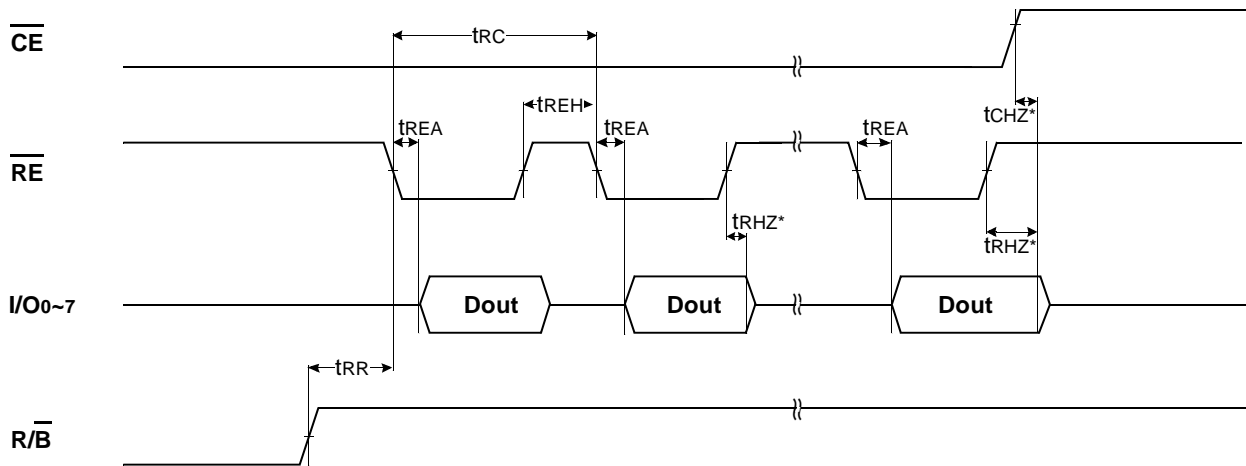 CE
tRC
tREH
tCHZ*
tREA
tREA
tREA
RE
tRHZ*
tRHZ*
I/O0~7
Dout
Dout
Dout
tRR
R/B